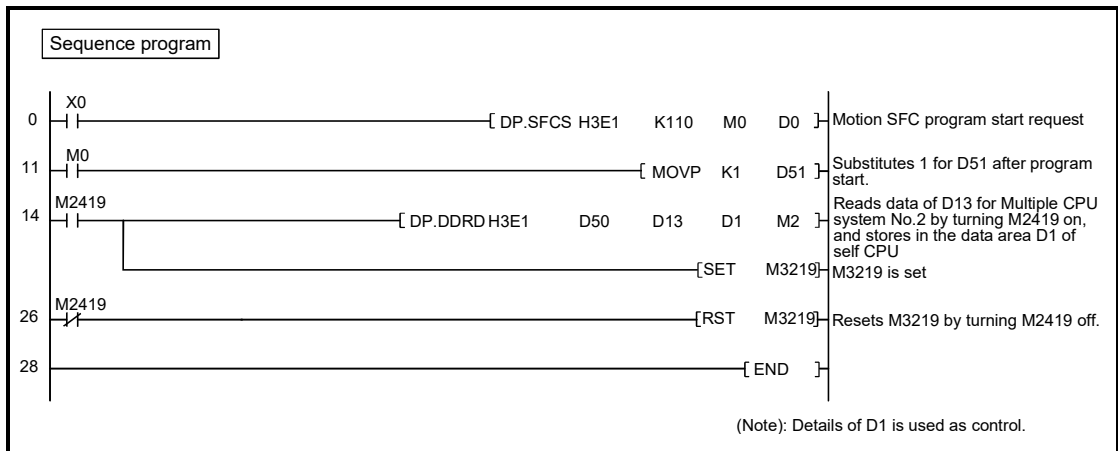 Sequence program
X0
0 DP.SFCS H3E1 K110 M0 D0 Motion SFC program start request
M0
11 MOVP K1 D51 Substitutes 1 for D51 after program
start.
M2419
14 DP.DDRD H3E1 D50 D13 D1 M2 Reads data of D13 for Multiple CPU
system No.2 by turning M2419 on,
and stores in the data area D1 of
self CPU
SET M3219 M3219 is set
M2419
26 RST M3219 Resets M3219 by turning M2419 off.
28 END
(Note): Details of D1 is used as control.